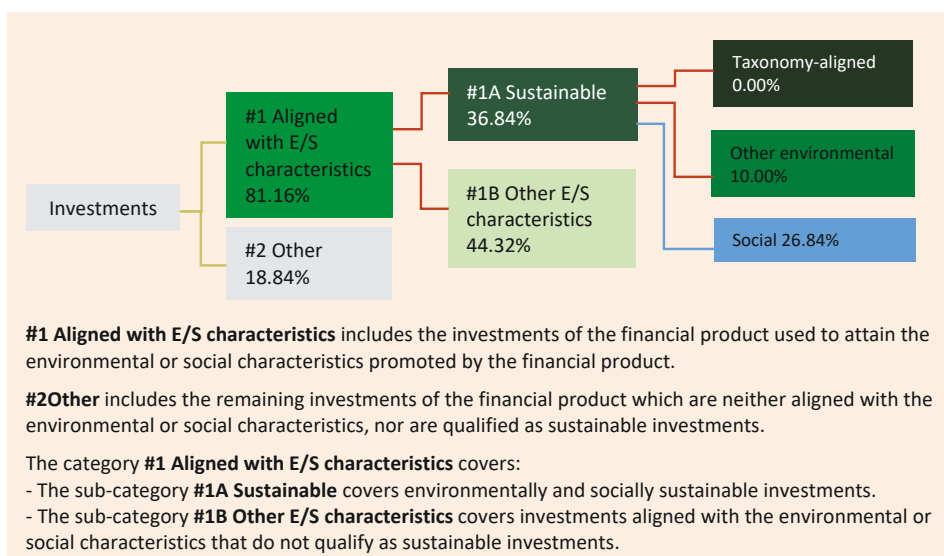 Investments
#1 Aligned
with E/S
characteristics
81.16%
#2 Other
18.84%
#1A Sustainable
36.84%
#1B Other E/S
characteristics
44.32%
Taxonomy-aligned
0.00%
Other environmental
10.00%
Social 26.84%
#1 Aligned with E/S characteristics includes the investments of the financial product used to attain the
environmental or social characteristics promoted by the financial product.
#2Other includes the remaining investments of the financial product which are neither aligned with the
environmental or social characteristics, nor are qualified as sustainable investments.
The category #1 Aligned with E/S characteristics covers:
- The sub-category #1A Sustainable covers environmentally and socially sustainable investments.
- The sub-category #1B Other E/S characteristics covers investments aligned with the environmental or
social characteristics that do not qualify as sustainable investments.